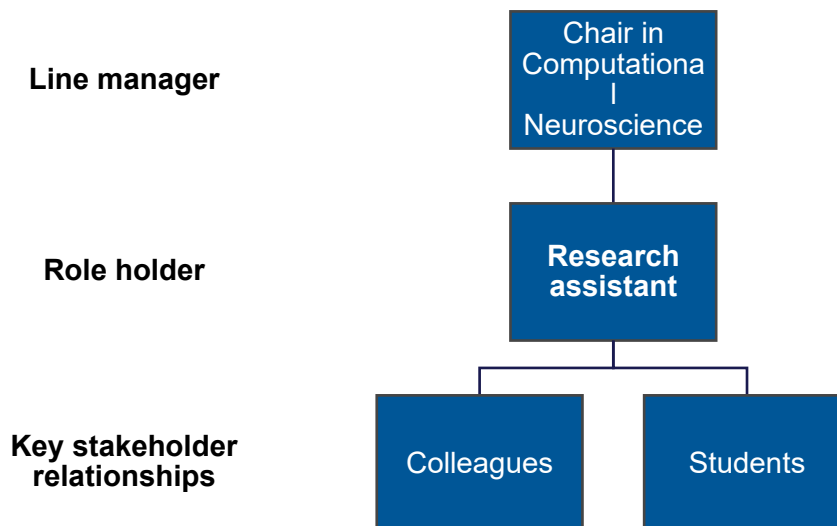 Line manager
Chair in
Computationa
l
Neuroscience
Role holder
Research
assistant
Key stakeholder
relationships
Colleagues
Students